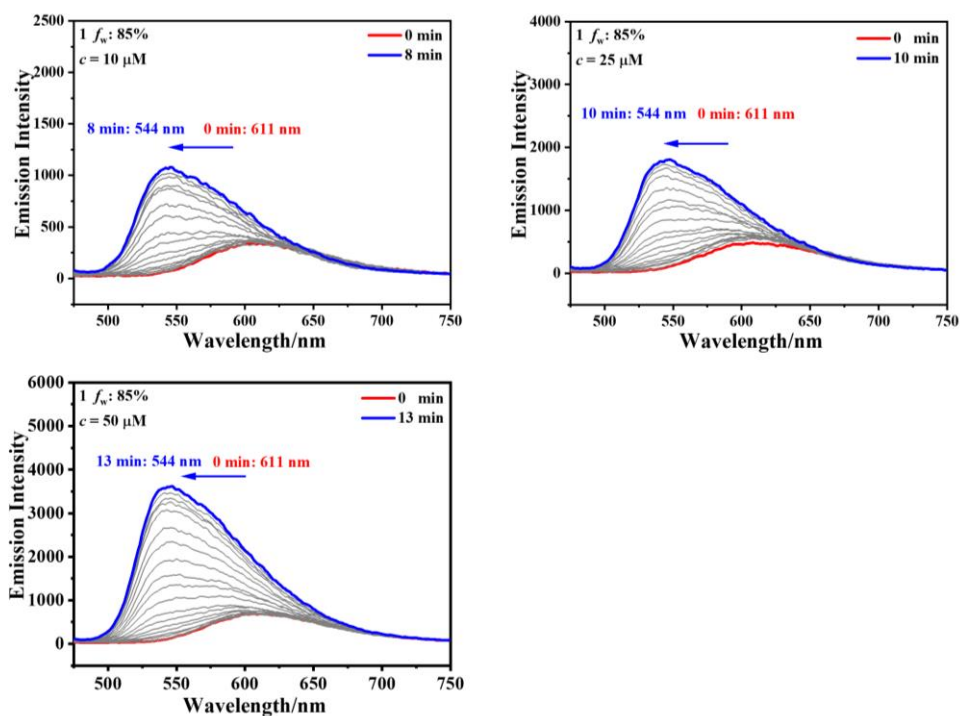 1 fw: 85%
c = 10 μM
0 min
8 min
8 min: 544 nm 0 min: 611 nm
Emission Intensity
2500
2000
1500
1000
500
0
500 550 600 650 700 750
Wavelength/nm
1 fw: 85%
c = 25 μM
0 min
10 min
10 min: 544 nm 0 min: 611 nm
Emission Intensity
4000
3000
2000
1000
0
500 550 600 650 700 750
Wavelength/nm
1 fw: 85%
c = 50 μM
0 min
13 min
13 min: 544 nm 0 min: 611 nm
Emission Intensity
6000
5000
4000
3000
2000
1000
0
500 550 600 650 700 750
Wavelength/nm